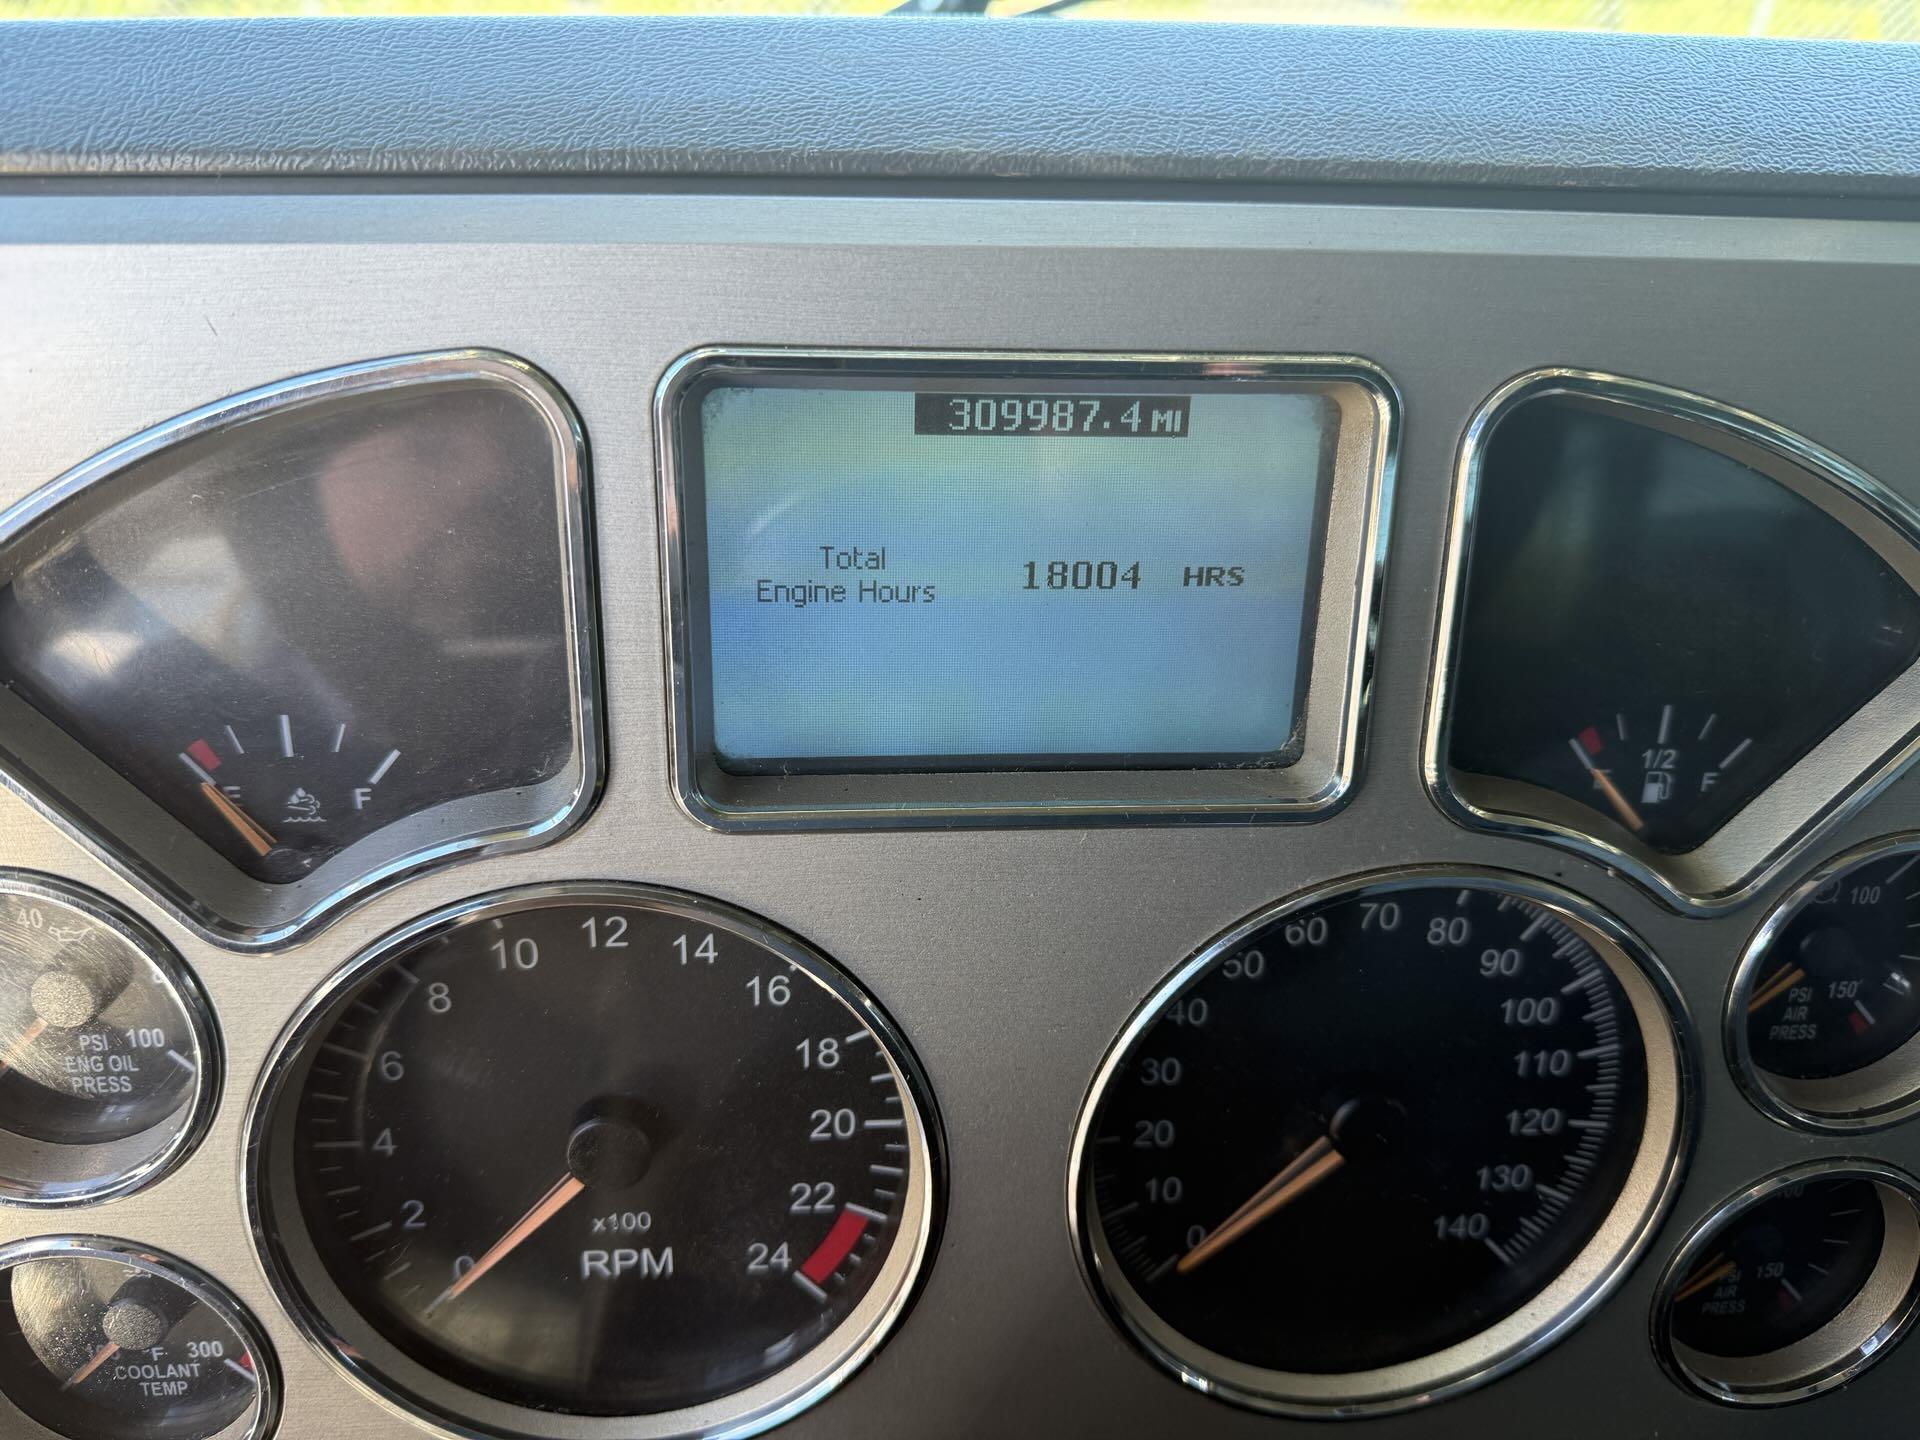 309987.4 MI
Total
Engine Hours
18004 HRS
E F
1/2
F
40
PSI 100
ENG OIL
PRESS
300
°F
COOLANT
TEMP
0 2 4 6 8 10 12 14 16 18 20 22 24
x100
RPM
0 10 20 30 40 50 60 70 80 90 100 110 120 130 140
100
PSI 150
AIR
PRESS
100
PSI 150
AIR
PRESS